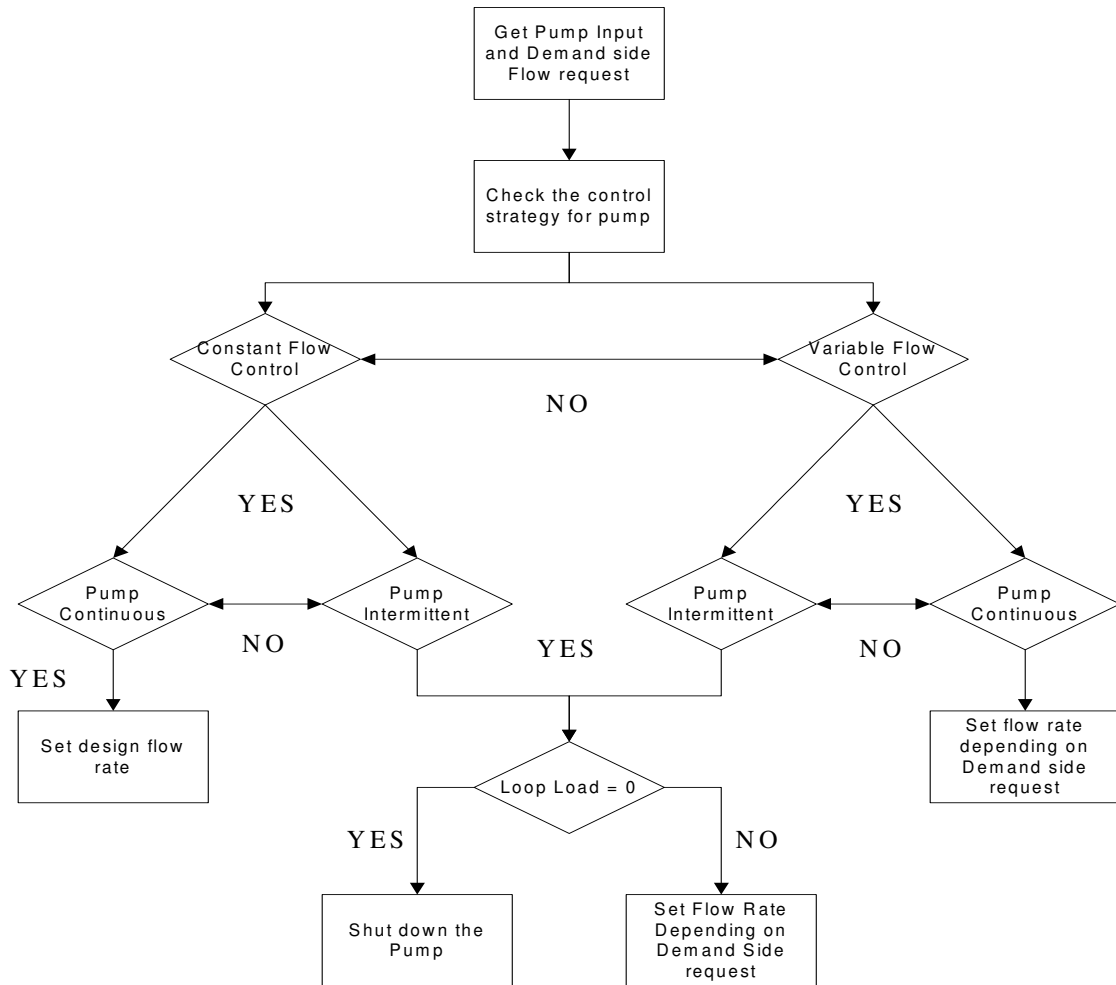 Get Pump Input
and Demand side
Flow request
Check the control
strategy for pump
Constant Flow
Control
Variable Flow
Control
NO
YES
YES
Pump
Continuous
Pump
Intermittent
Pump
Intermittent
Pump
Continuous
NO
YES
NO
YES
Set design flow
rate
Set flow rate
depending on
Demand side
request
Loop Load = 0
YES
NO
Shut down the
Pump
Set Flow Rate
Depending on
Demand Side
request